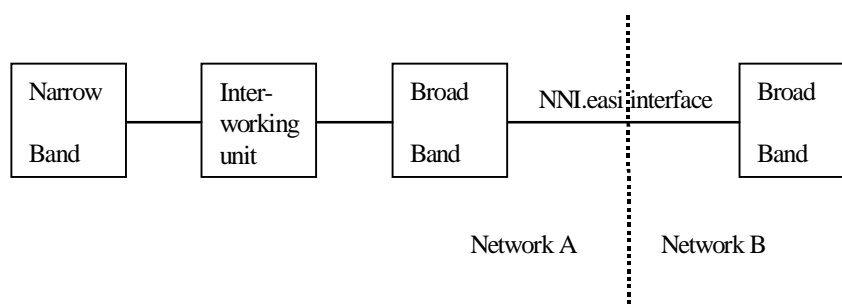 Narrow
Band
Inter-
working
unit
Broad
Band
NNI.easi interface
Broad
Band
Network A
Network B